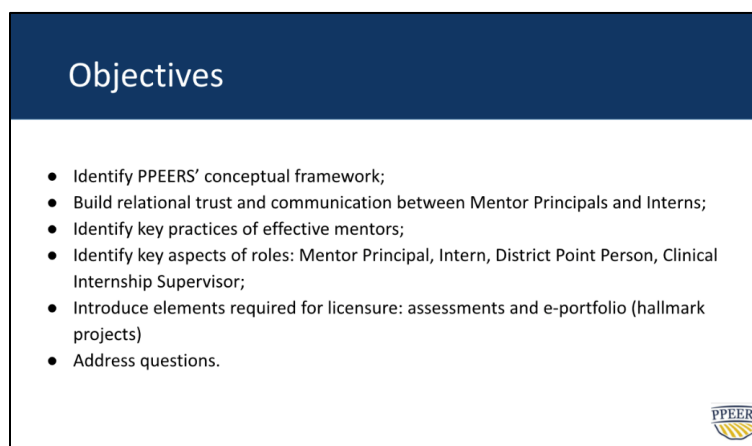 Objectives
● Identify PPEERS’ conceptual framework;
● Build relational trust and communication between Mentor Principals and Interns;
● Identify key practices of effective mentors;
● Identify key aspects of roles: Mentor Principal, Intern, District Point Person, Clinical
Internship Supervisor;
● Introduce elements required for licensure: assessments and e-portfolio (hallmark
projects)
● Address questions.
PPEER